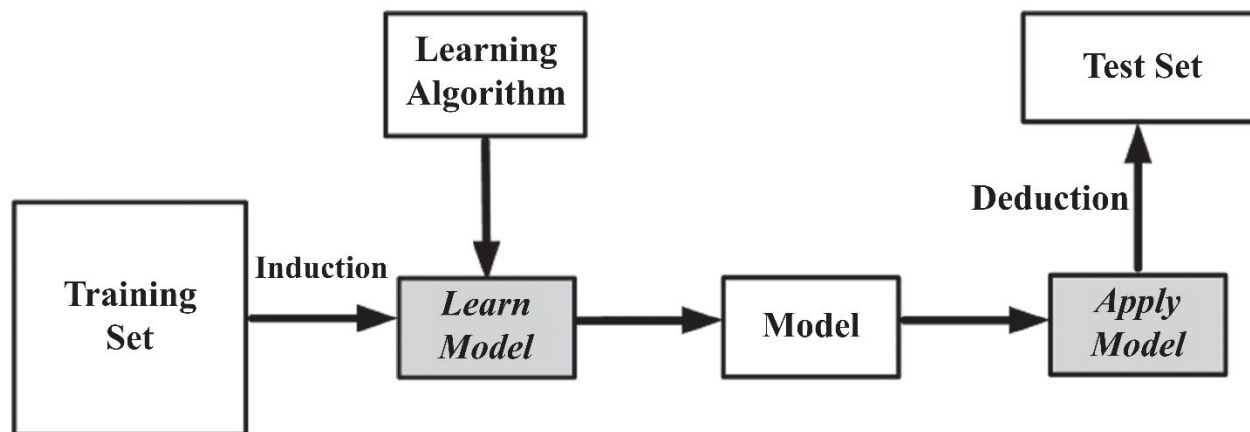 Learning
Algorithm
Test Set
Deduction
Induction
Training
Set
Learn
Model
Model
Apply
Model